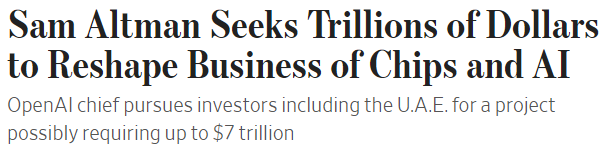 Sam Altman Seeks Trillions of Dollars
to Reshape Business of Chips and AI
OpenAI chief pursues investors including the U.A.E. for a project
possibly requiring up to $7 trillion